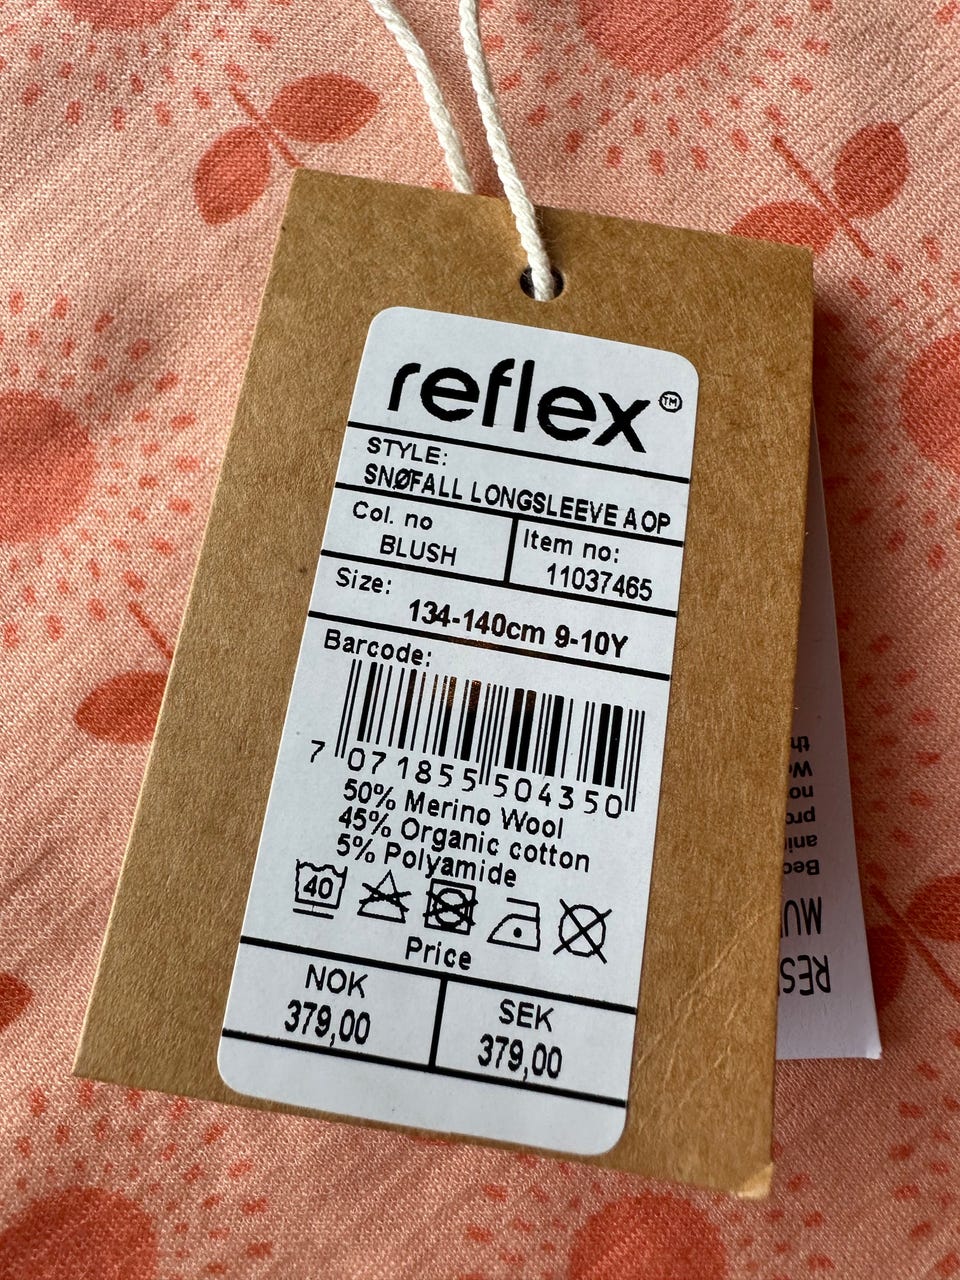 reflex™
STYLE:
SNØFALL LONGSLEEVE AOP
Col. no
BLUSH
Item no:
11037465
Size:
134-140cm 9-10Y
Barcode:
7 071855 504350
50% Merino Wool
45% Organic cotton
5% Polyamide
40
Price
NOK
379,00
SEK
379,00